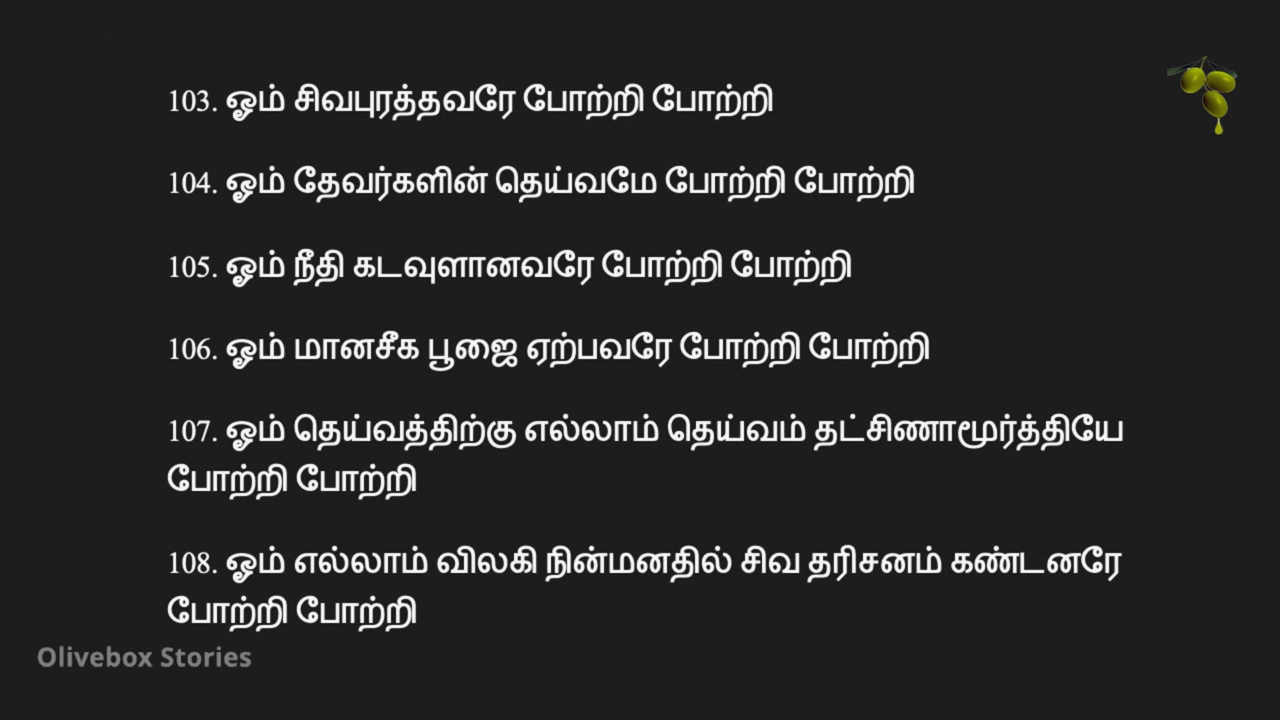 103. ஓம் சிவபுரத்தவரே போற்றி போற்றி
104. ஓம் தேவர்களின் தெய்வமே போற்றி போற்றி
105. ஓம் நீதி கடவுளானவரே போற்றி போற்றி
106. ஓம் மானசீக பூஜை ஏற்பவரே போற்றி போற்றி
107. ஓம் தெய்வத்திற்கு எல்லாம் தெய்வம் தட்சிணாமூர்த்தியே
போற்றி போற்றி
108. ஓம் எல்லாம் விலகி நின்மனதில் சிவ தரிசனம் கண்டனரே
போற்றி போற்றி
Olivebox Stories